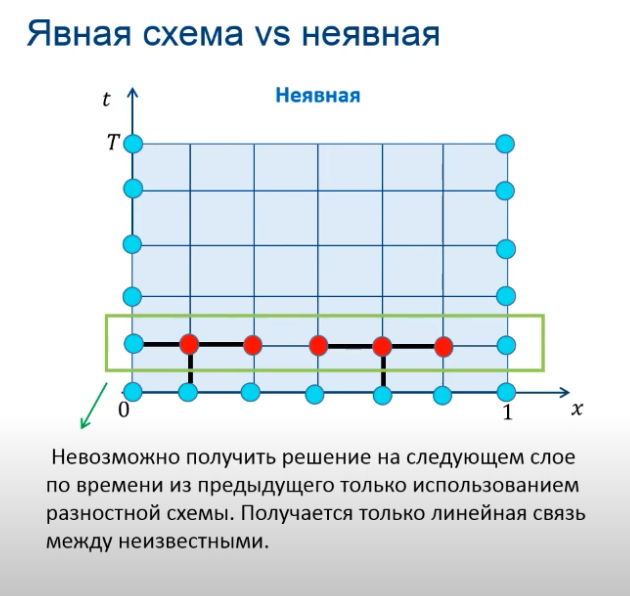 Явная схема vs неявная
Неявная
t
T
0
1
x
Невозможно получить решение на следующем слое
по времени из предыдущего только использованием
разностной схемы. Получается только линейная связь
между неизвестными.